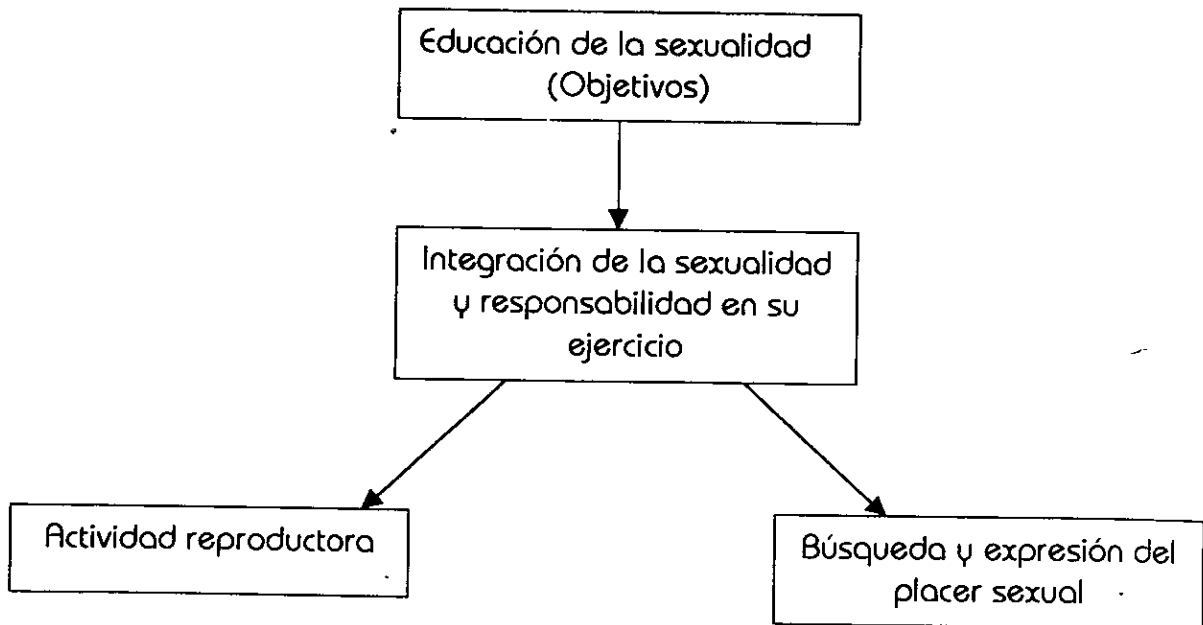 Educación de la sexualidad
(Objetivos)
Integración de la sexualidad
y responsabilidad en su
ejercicio
Actividad reproductora
Búsqueda y expresión del
placer sexual